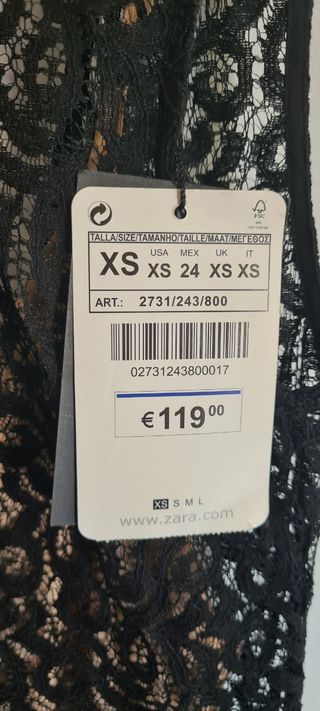 FSC
TALLA/SIZE/TAMANHO/TAILLE/MAAT/ΜΕΓΕΘΟΣ
USA MEX UK IT
XS XS 24 XS XS
ART.: 2731/243/800
02731243800017
€119 00
XS S M L
www.zara.com